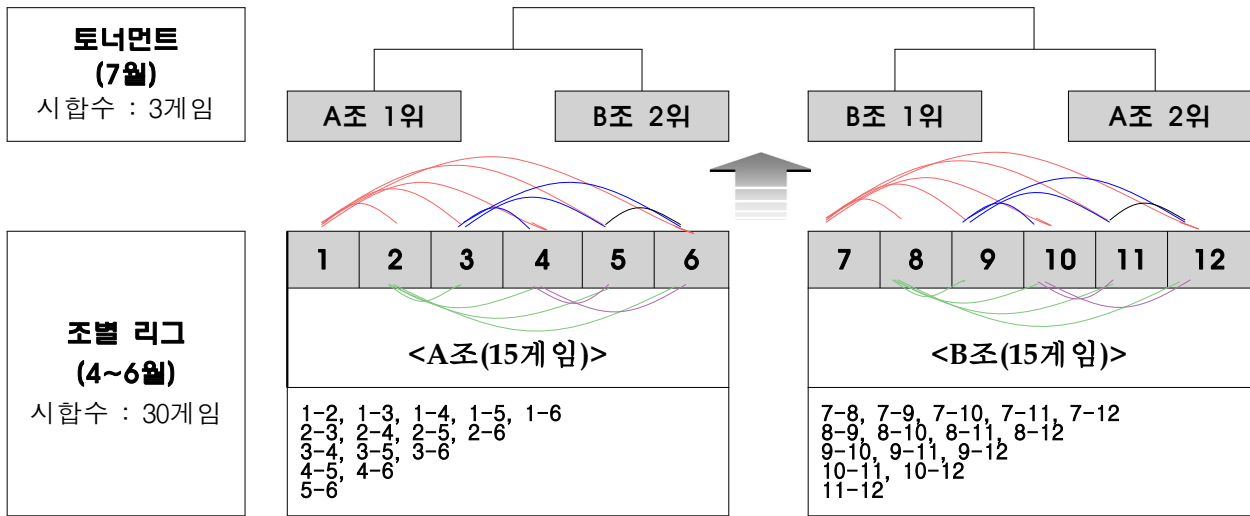 토너먼트
(7월)
시합수 : 3게임
A조 1위
B조 2위
B조 1위
A조 2위
1 2 3 4 5 6
7 8 9 10 11 12
조별 리그
(4~6월)
시합수 : 30게임
<A조(15게임)>
1-2, 1-3, 1-4, 1-5, 1-6
2-3, 2-4, 2-5, 2-6
3-4, 3-5, 3-6
4-5, 4-6
5-6
<B조(15게임)>
7-8, 7-9, 7-10, 7-11, 7-12
8-9, 8-10, 8-11, 8-12
9-10, 9-11, 9-12
10-11, 10-12
11-12